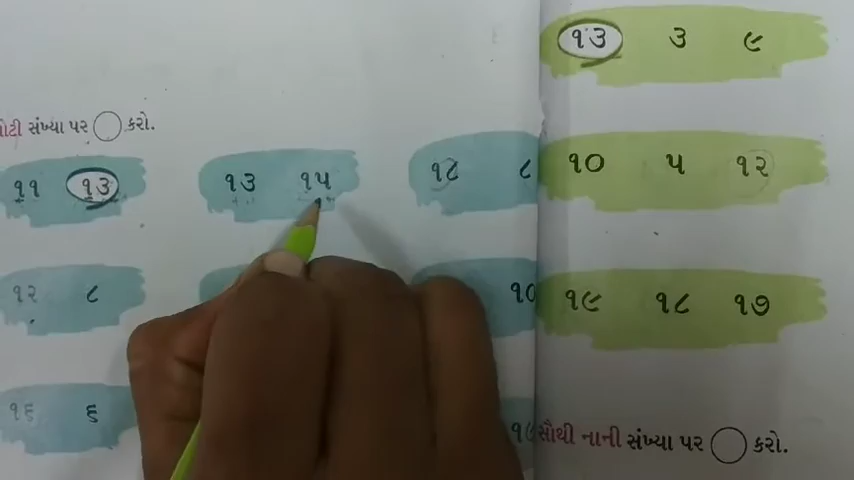 મોટી સંખ્યા પર ◯ કરો.
૧૧ ૧૩
૧૩ ૧૫
૧૮ ૮
૧૨ ૮
૧૦
૧૬ ૬
૧૩ ૩ ૯
૧૦ ૫ ૧૨
૧૯ ૧૮ ૧૭
સૌથી નાની સંખ્યા પર ◯ કરો.